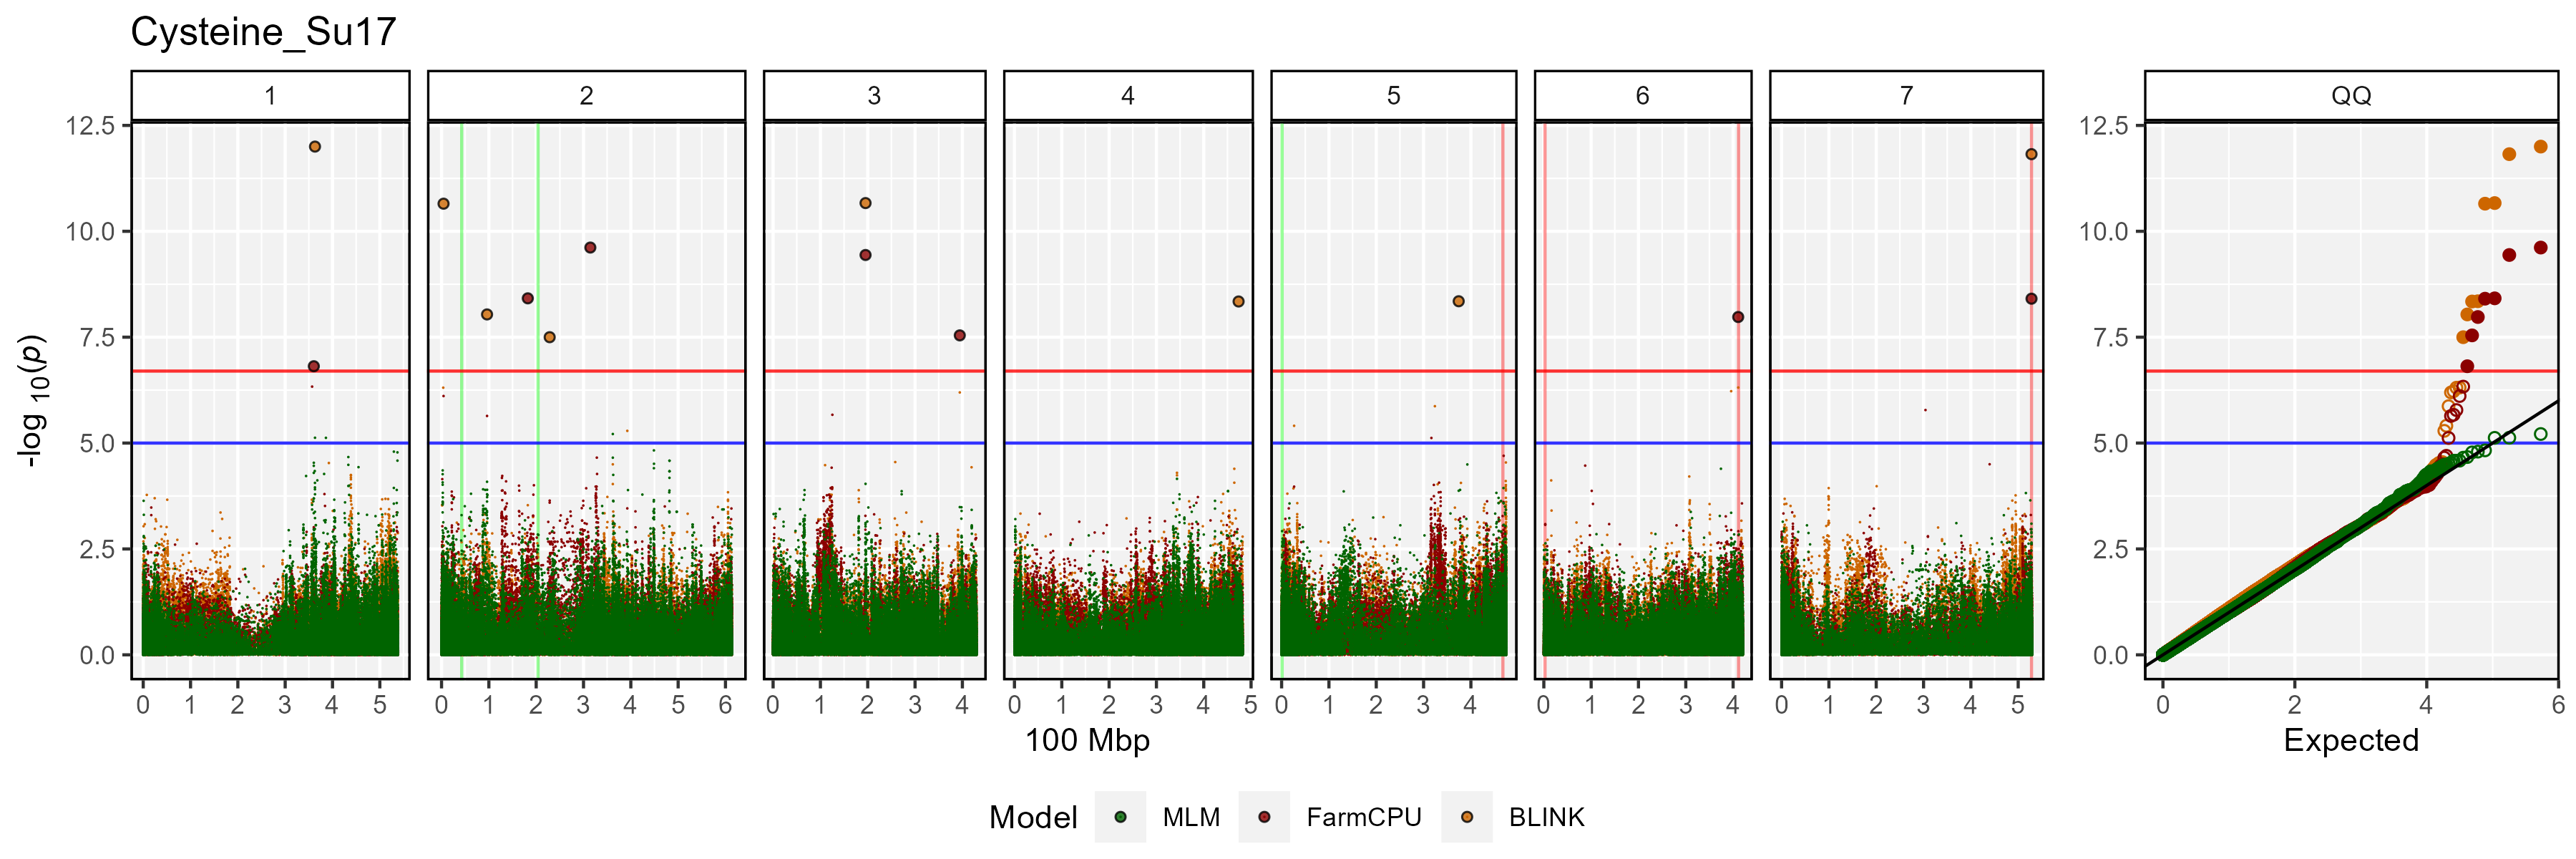 Cysteine_Su17
1 2 3 4 5 6 7 QQ
12.5 12.5
10.0 10.0
7.5 7.5
5.0 5.0
2.5 2.5
0.0 0.0
-log 10(p)
0 1 2 3 4 5 0 1 2 3 4 5 6 0 1 2 3 4 0 1 2 3 4 5 0 1 2 3 4 0 1 2 3 4 0 1 2 3 4 5 0 2 4 6
100 Mbp Expected
Model MLM FarmCPU BLINK